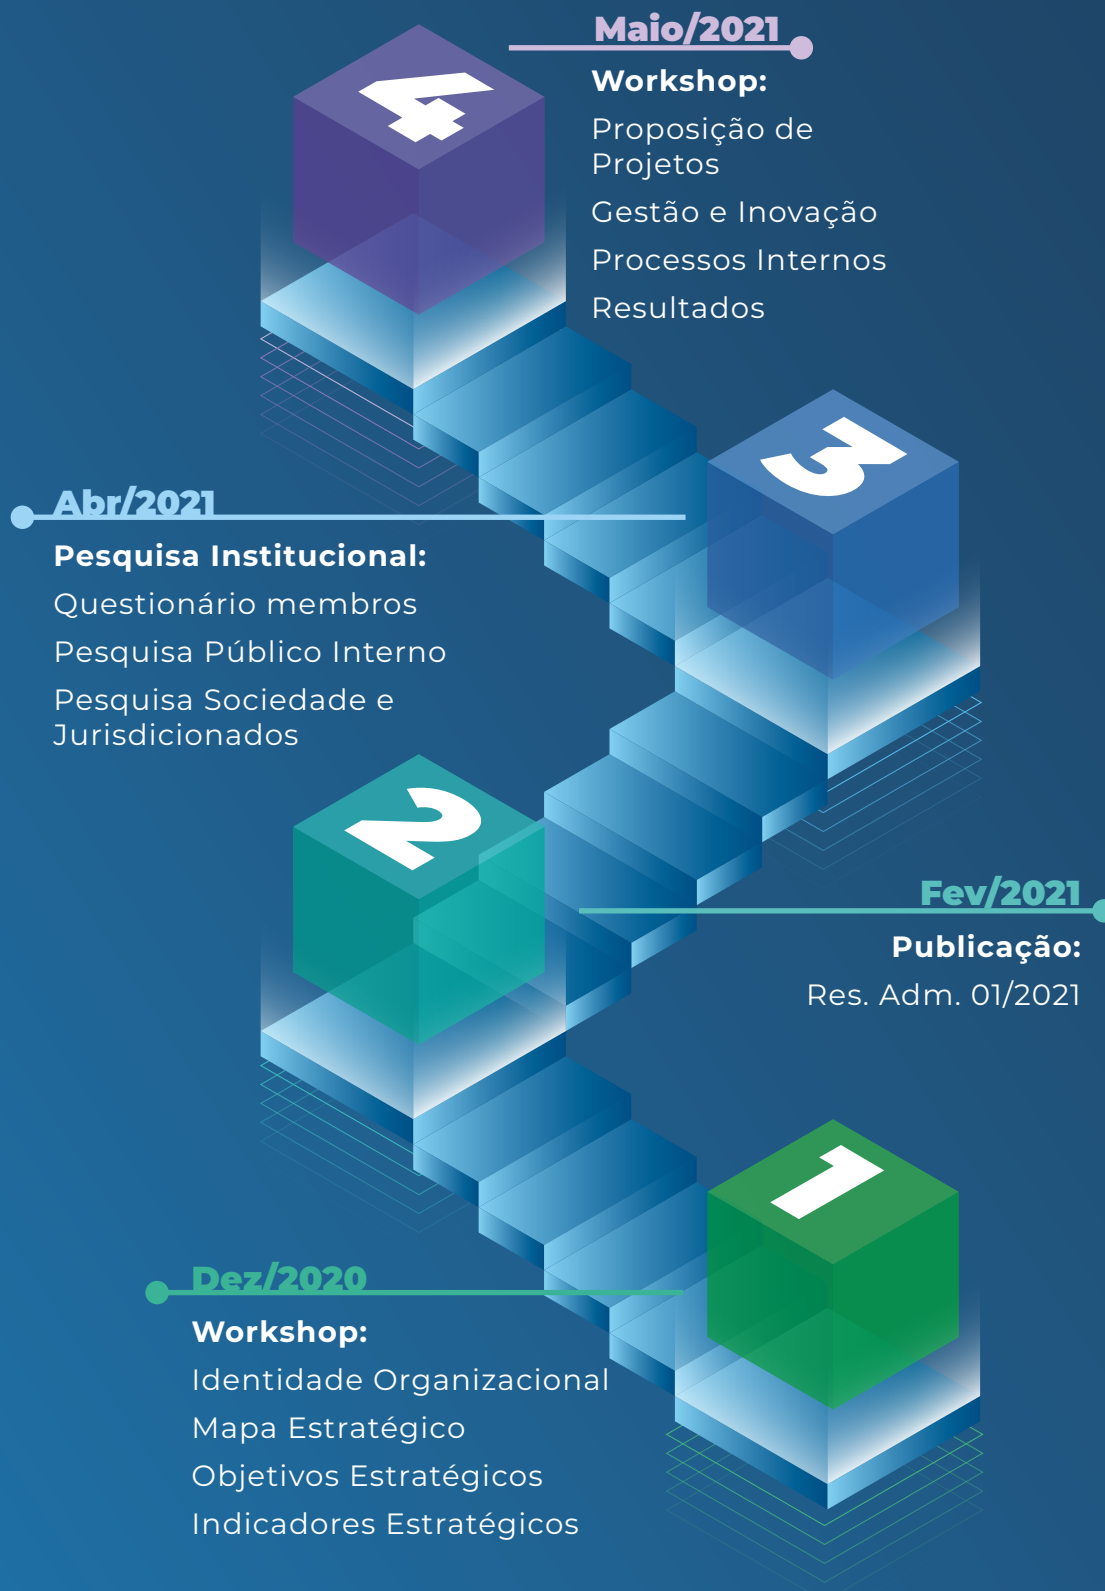 Maio/2021
Workshop:
Proposição de
Projetos
Gestão e Inovação
Processos Internos
Resultados
4
3
Abr/2021
Pesquisa Institucional:
Questionário membros
Pesquisa Público Interno
Pesquisa Sociedade e
Jurisdicionados
2
Fev/2021
Publicação:
Res. Adm. 01/2021
1
Dez/2020
Workshop:
Identidade Organizacional
Mapa Estratégico
Objetivos Estratégicos
Indicadores Estratégicos